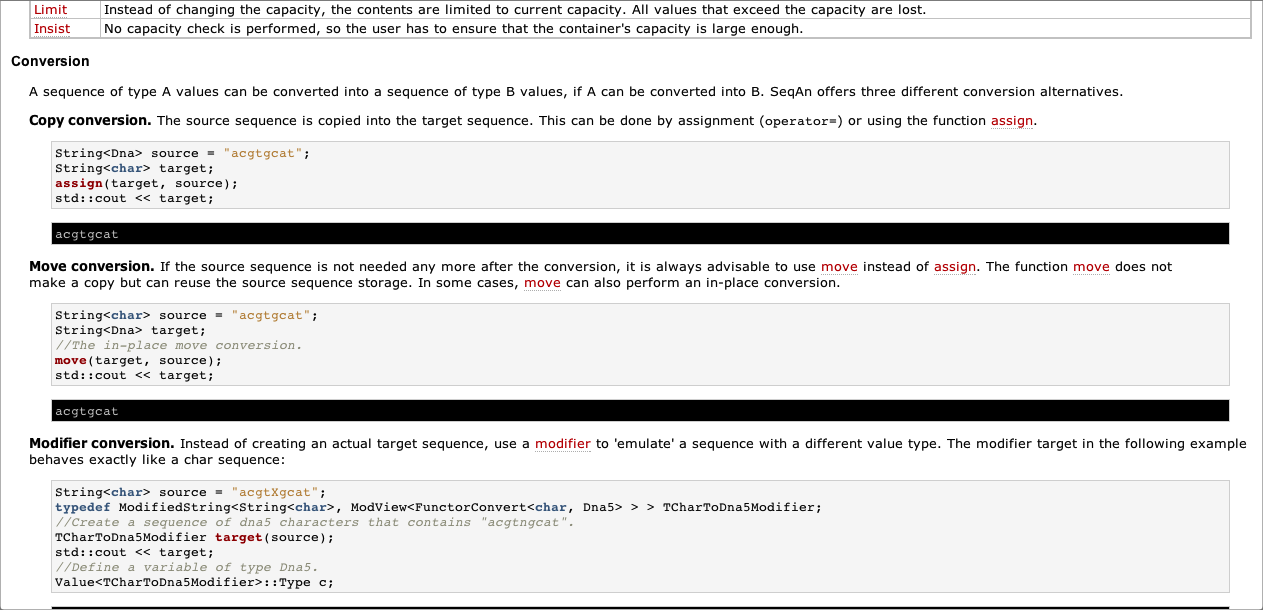 Limit Instead of changing the capacity, the contents are limited to current capacity. All values that exceed the capacity are lost.
Insist No capacity check is performed, so the user has to ensure that the container's capacity is large enough.
Conversion
A sequence of type A values can be converted into a sequence of type B values, if A can be converted into B. SeqAn offers three different conversion alternatives.
Copy conversion. The source sequence is copied into the target sequence. This can be done by assignment (operator=) or using the function assign.
String<Dna> source = "acgtgcat";
String<char> target;
assign(target, source);
std::cout << target;
acgtgcat
Move conversion. If the source sequence is not needed any more after the conversion, it is always advisable to use move instead of assign. The function move does not
make a copy but can reuse the source sequence storage. In some cases, move can also perform an in-place conversion.
String<char> source = "acgtgcat";
String<Dna> target;
//The in-place move conversion.
move(target, source);
std::cout << target;
acgtgcat
Modifier conversion. Instead of creating an actual target sequence, use a modifier to 'emulate' a sequence with a different value type. The modifier target in the following example
behaves exactly like a char sequence:
String<char> source = "acgtXgcat";
typedef ModifiedString<String<char>, ModView<FunctorConvert<char, Dna5> > > TCharToDna5Modifier;
//Create a sequence of dna5 characters that contains "acgtngcat".
TCharToDna5Modifier target(source);
std::cout << target;
//Define a variable of type Dna5.
Value<TCharToDna5Modifier>::Type c;